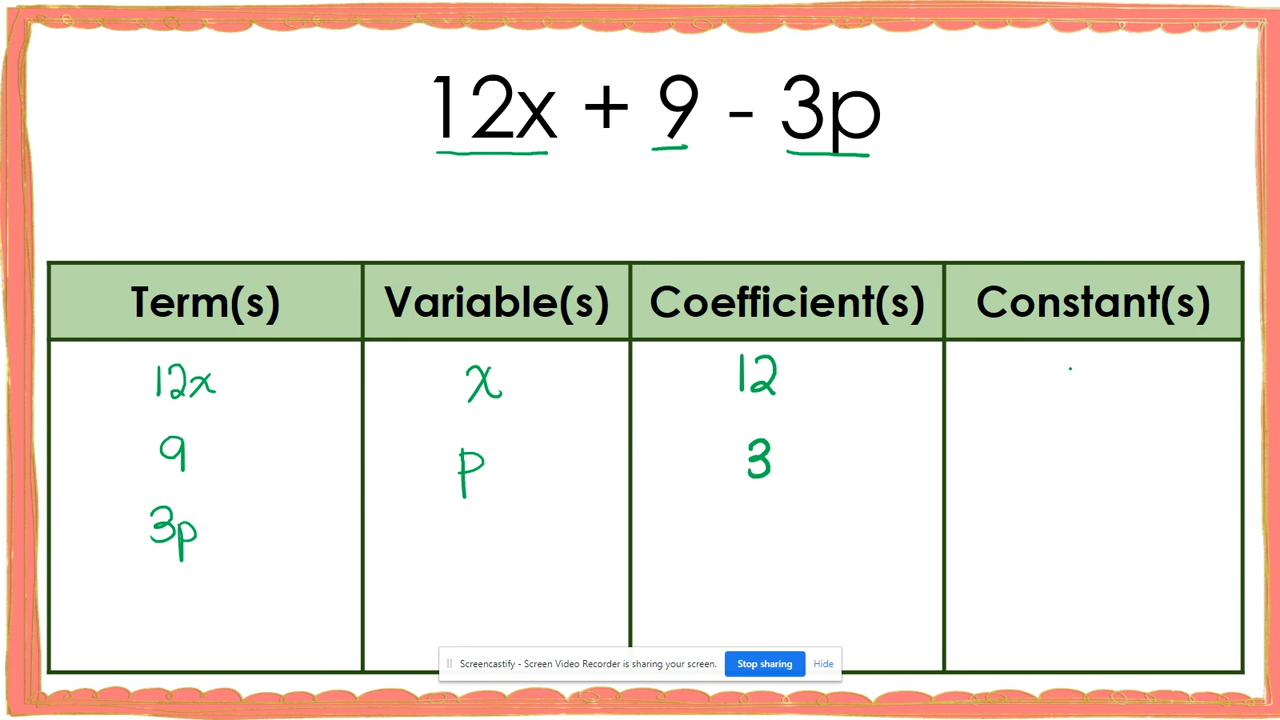 12x + 9 - 3p
Term(s) Variable(s) Coefficient(s) Constant(s)
12x x 12
9 p 3
3p
Screencastify - Screen Video Recorder is sharing your screen. Stop sharing Hide